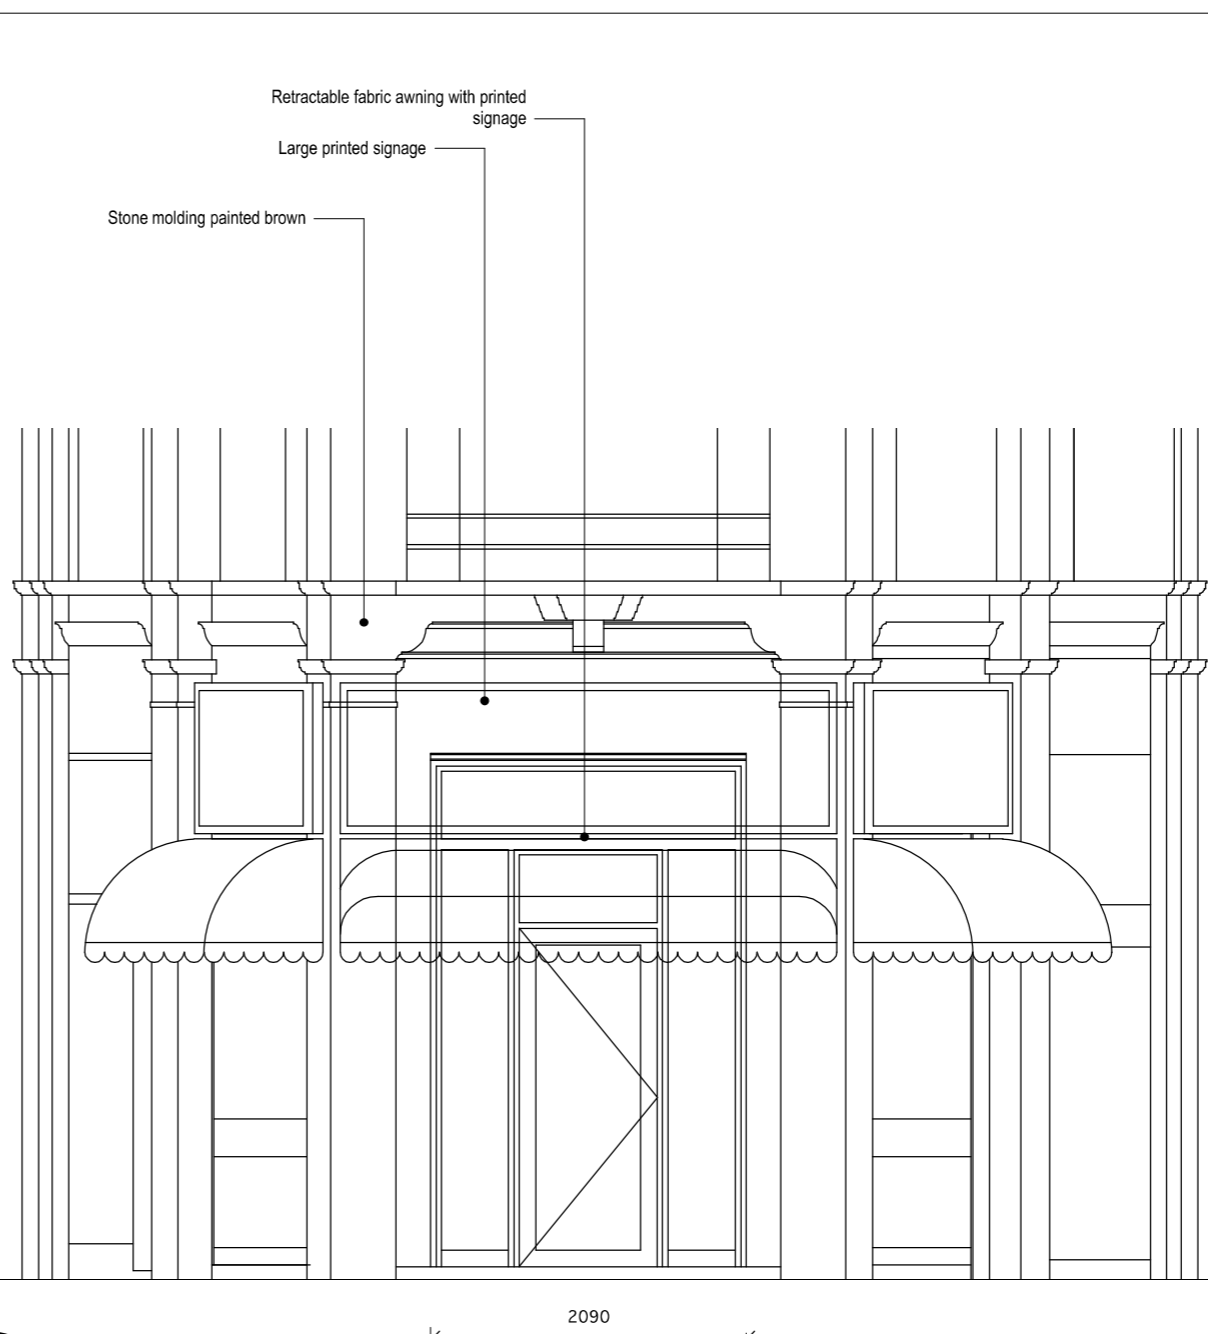 Retractable fabric awning with printed
signage
Large printed signage
Stone molding painted brown
2090